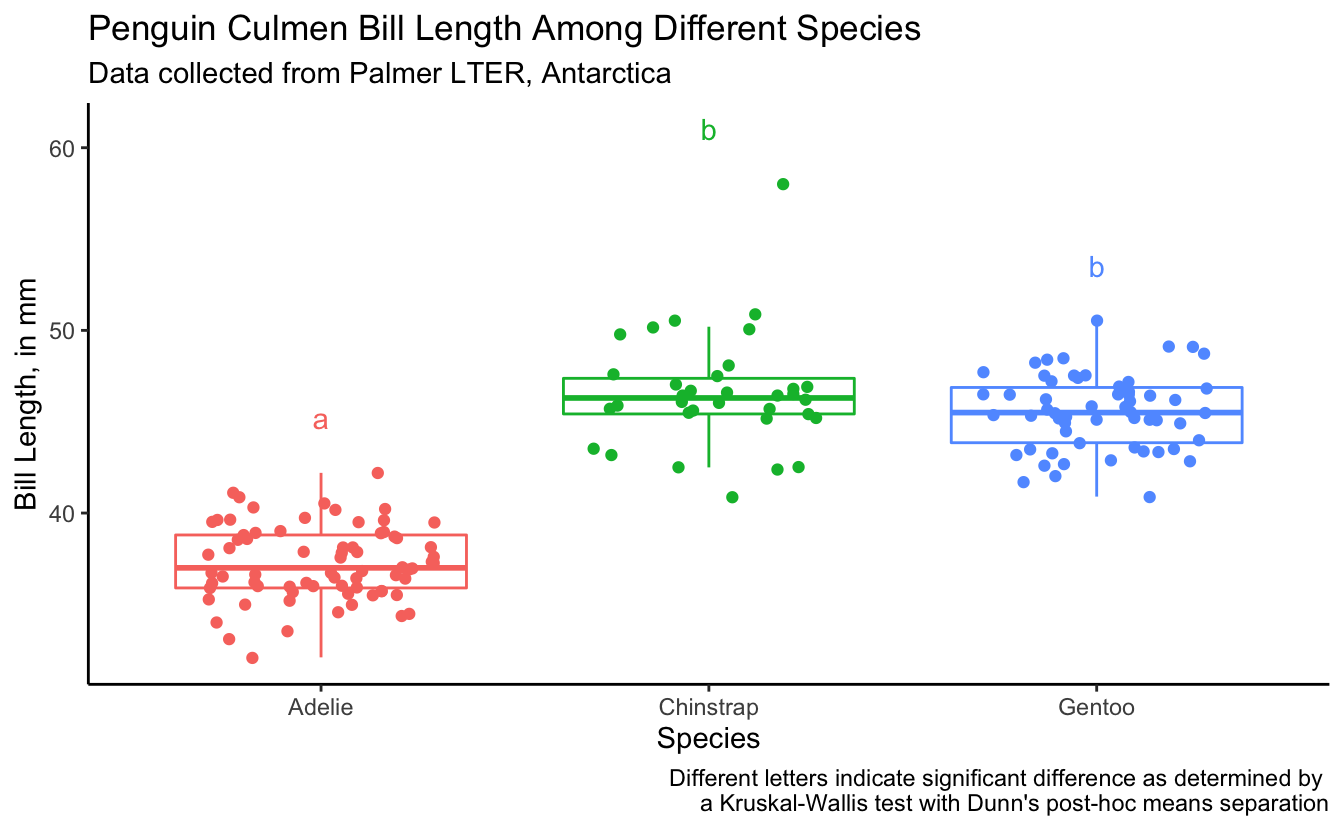 Penguin Culmen Bill Length Among Different Species
Data collected from Palmer LTER, Antarctica
Bill Length, in mm
60
50
40
a
b
b
Adelie
Chinstrap
Gentoo
Species
Different letters indicate significant difference as determined by
a Kruskal-Wallis test with Dunn's post-hoc means separation